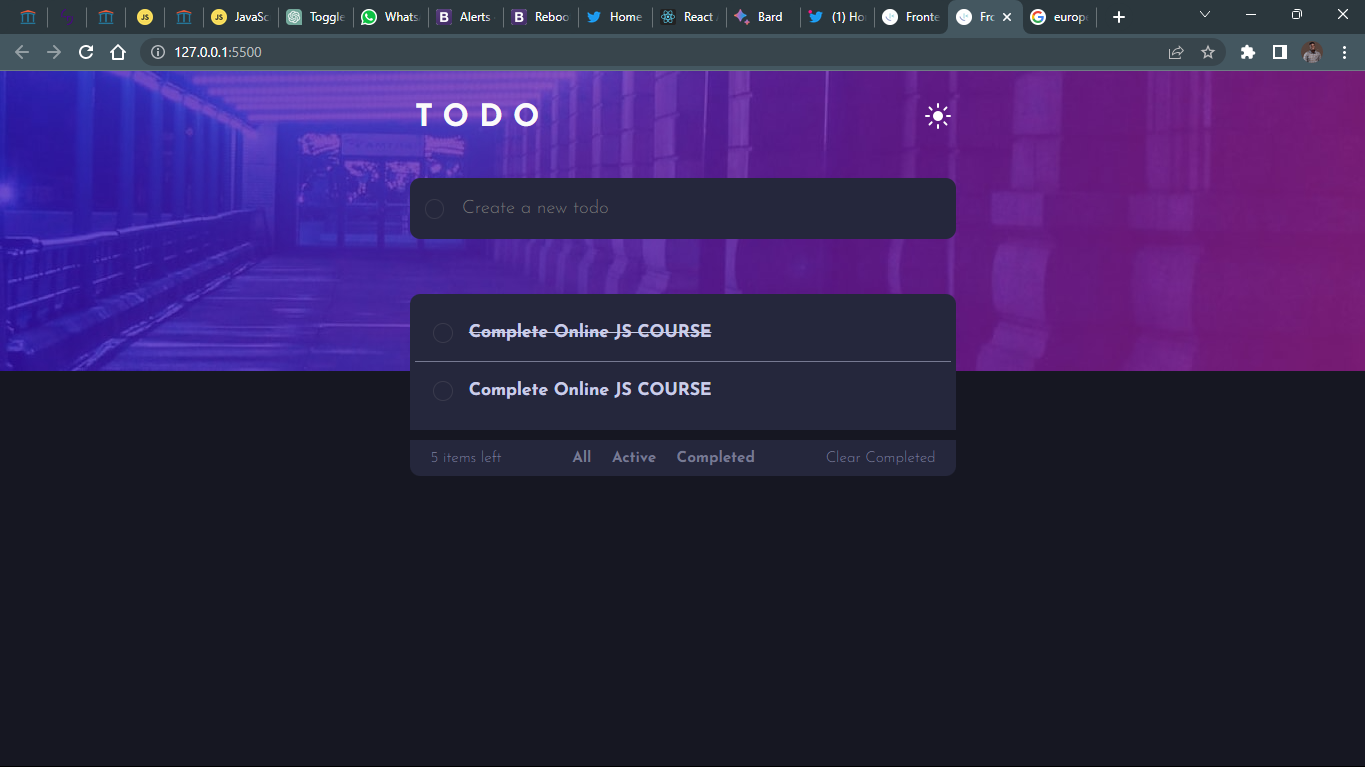 JavaSc
Toggle
Whats
Alerts
Reboo
Home
React
Bard
(1) Ho
Fronte
Fro
europ
127.0.0.1:5500
TODO
Create a new todo
Complete Online JS COURSE
Complete Online JS COURSE
5 items left
All
Active
Completed
Clear Completed